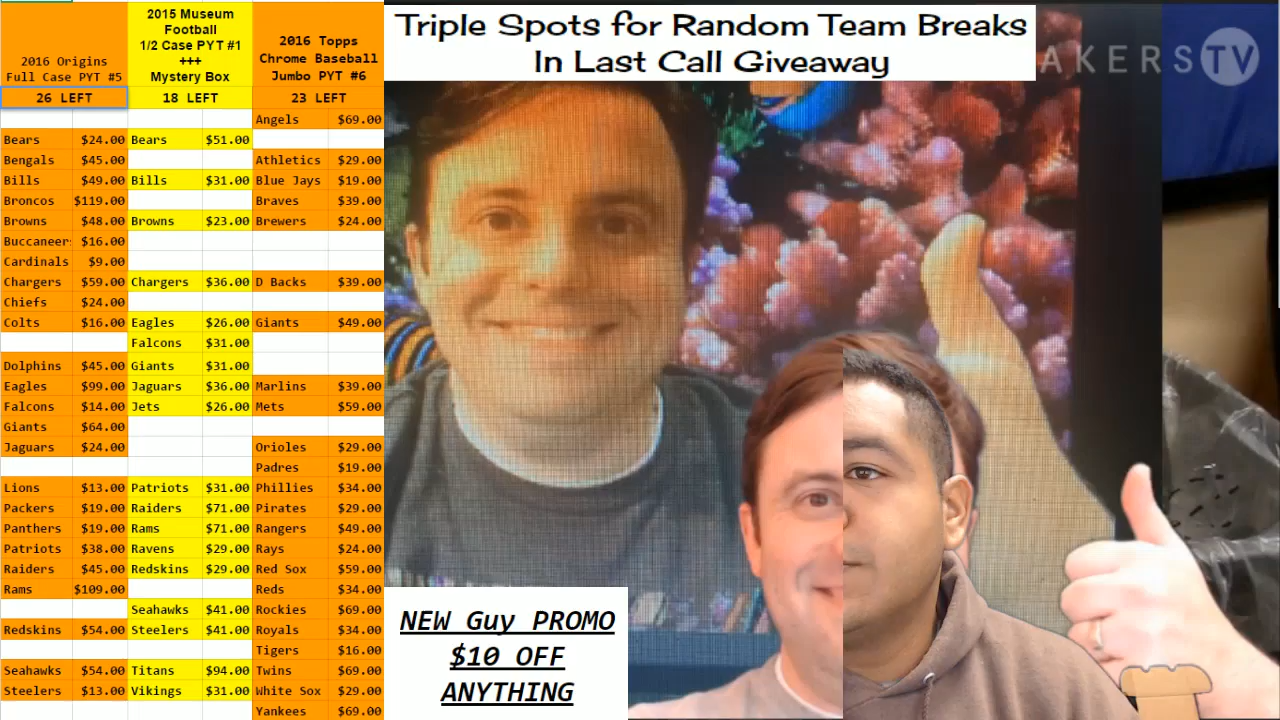 2016 Origins
Full Case PYT #5
26 LEFT
Bears $24.00
Bengals $45.00
Bills $49.00
Broncos $119.00
Browns $48.00
Buccaneer
$16.00
Cardinals $9.00
Chargers $59.00
Chiefs $24.00
Colts $16.00
Dolphins $45.00
Eagles $99.00
Falcons $14.00
Giants $64.00
Jaguars $24.00
Lions $13.00
Packers $19.00
Panthers $19.00
Patriots $38.00
Raiders $45.00
Rams $109.00
Redskins $54.00
Seahawks $54.00
Steelers $13.00
2015 Museum
Football
1/2 Case PYT #1
+++
Mystery Box
18 LEFT
Bears $51.00
Bills $31.00
Browns $23.00
Chargers $36.00
Eagles $26.00
Falcons $31.00
Giants $31.00
Jaguars $36.00
Jets $26.00
Patriots $31.00
Raiders $71.00
Rams $71.00
Ravens $29.00
Redskins $29.00
Seahawks $41.00
Steelers $41.00
Titans $94.00
Vikings $31.00
2016 Topps
Chrome Baseball
Jumbo PYT #6
23 LEFT
Angels $69.00
Athletics $29.00
Blue Jays $19.00
Braves $39.00
Brewers $24.00
D Backs $39.00
Giants $49.00
Marlins $39.00
Mets $59.00
Orioles $29.00
Padres $19.00
Phillies $34.00
Pirates $29.00
Rangers $49.00
Rays $24.00
Red Sox $59.00
Reds $34.00
Rockies $69.00
Royals $34.00
Tigers $16.00
Twins $69.00
White Sox $29.00
Yankees $69.00
Triple Spots for Random Team Breaks
In Last Call Giveaway
AKERSTV
NEW Guy PROMO
$10 OFF
ANYTHING